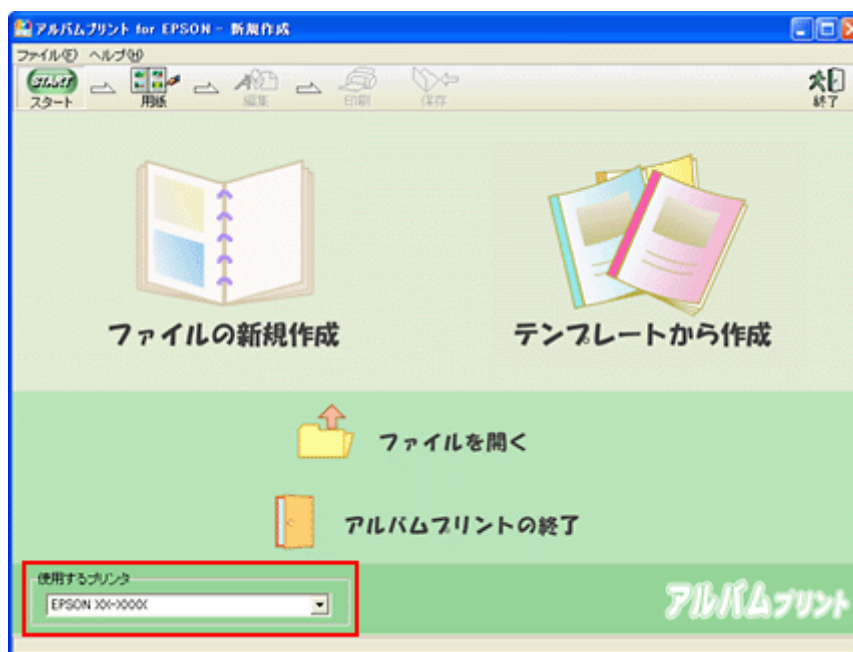 アルバムプリント for EPSON - 新規作成
ファイル(F) ヘルプ(H)
START
スタート 用紙 編集 印刷 保存 終了
ファイルの新規作成 テンプレートから作成
ファイルを開く
アルバムプリントの終了
使用するプリンタ
EPSON XX-XXXX
アルバムプリント